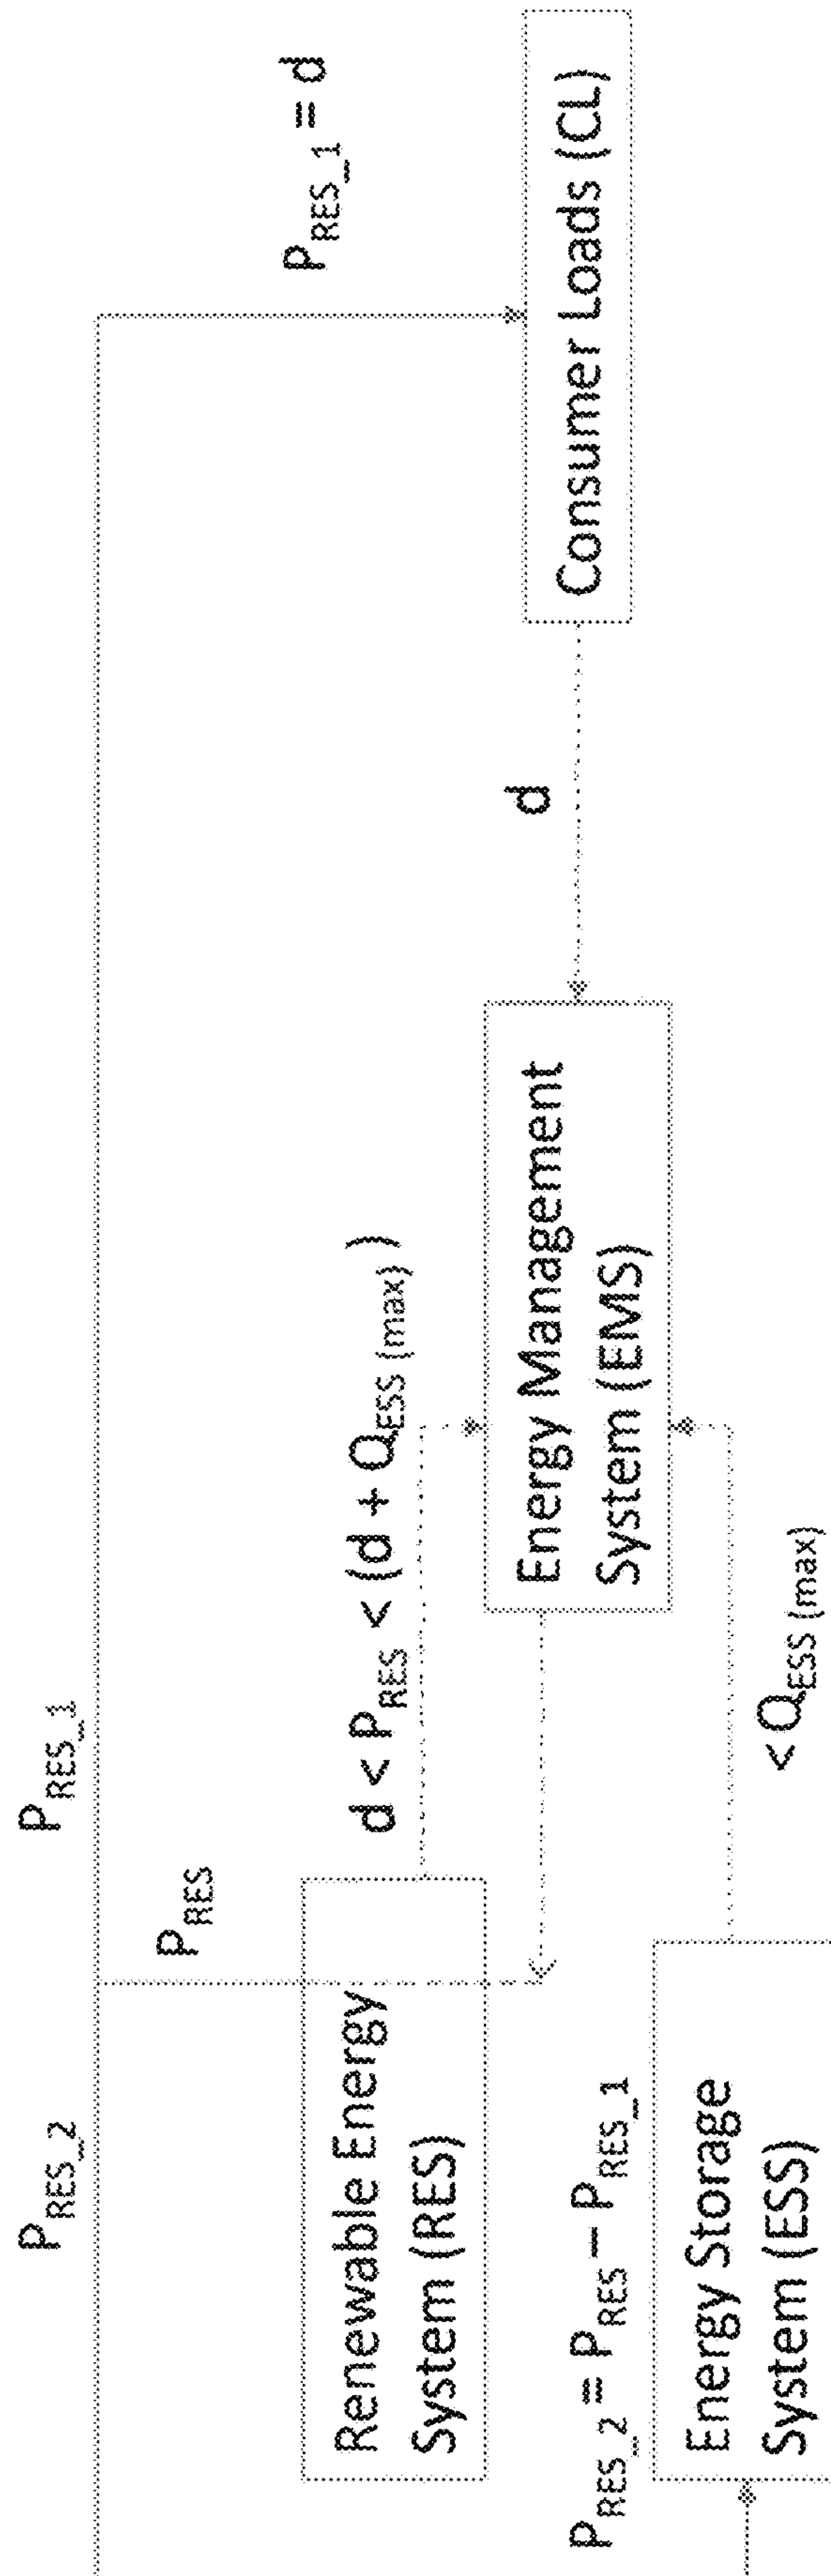 P_RES_2
P_RES_1
P_RES
P_RES_1 = d
Renewable Energy
System (RES)
d < P_RES < (d + Q_ESS (max) )
P_RES_2 = P_RES – P_RES_1
Energy Management
System (EMS)
d
Consumer Loads (CL)
Energy Storage
System (ESS)
< Q_ESS (max)